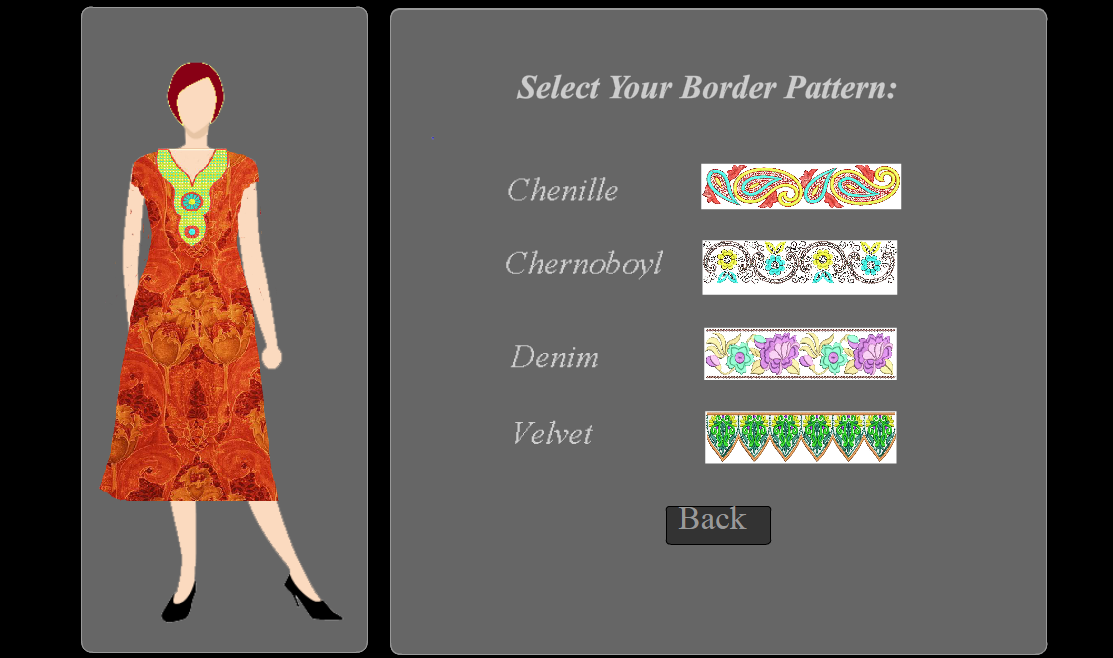 Select Your Border Pattern:
Chenille
Chernoboyl
Denim
Velvet
Back